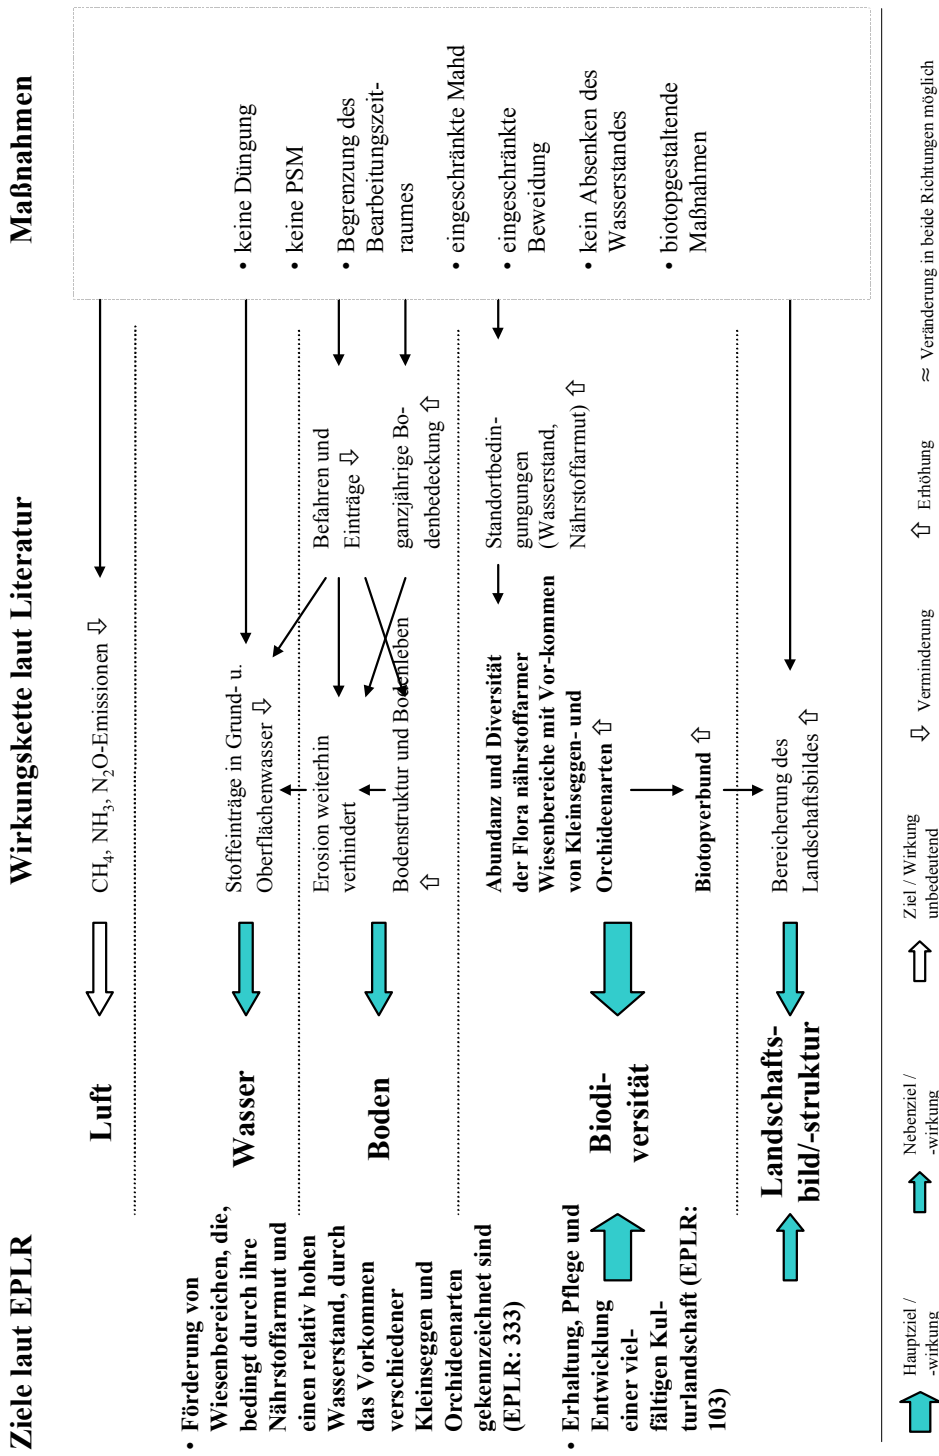 Ziele laut EPLR
Wirkungskette laut Literatur
Maßnahmen
• Förderung von
Wiesenbereichen, die,
bedingt durch ihre
Nährstoffarmut und
einen relativ hohen
Wasserstand, durch
das Vorkommen
verschiedener
Kleinseggen und
Orchideenarten
gekennzeichnet sind
(EPLR: 333)
• Erhaltung, Pflege und
Entwicklung
einer viel-
fältigen Kul-
turlandschaft (EPLR:
103)
Luft
Wasser
Boden
Biodi-
versität
Landschafts-
bild/-struktur
CH4, NH3, N2O-Emissionen ⇩
Stoffeinträge in Grund- u.
Oberflächenwasser ⇩
Erosion weiterhin
verhindert
Bodenstruktur und Bodenleben
⇧
Befahren und
Einträge ⇩
ganzjährige Bo-
denbedeckung ⇧
Abundanz und Diversität
der Flora nährstoffarmer
Wiesenbereiche mit Vor-kommen
von Kleinseggen- und
Orchideenarten ⇧
Standortbedin-
gungungen
(Wasserstand,
Nährstoffarmut) ⇧
Biotopverbund ⇧
Bereicherung des
Landschaftsbildes ⇧
• keine Düngung
• keine PSM
• Begrenzung des
Bearbeitungszeit-
raumes
• eingeschränkte Mahd
• eingeschränkte
Beweidung
• kein Absenken des
Wasserstandes
• biotopgestaltende
Maßnahmen
Hauptziel /
-wirkung
Nebenziel /
-wirkung
Ziel / Wirkung
unbedeutend
⇩ Verminderung
⇧ Erhöhung
≈ Veränderung in beide Richtungen möglich